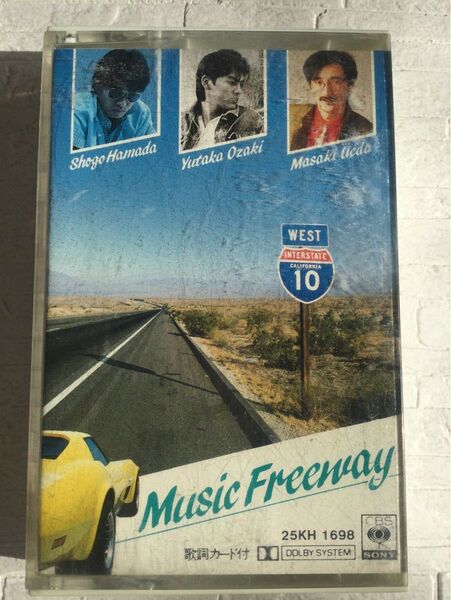 Shogo Hamada
Yutaka Ozaki
Masaki Ueda
WEST
INTERSTATE
CALIFORNIA
10
Music Freeway
25KH 1698
歌詞カード付
DOLBY SYSTEM
CBS
SONY